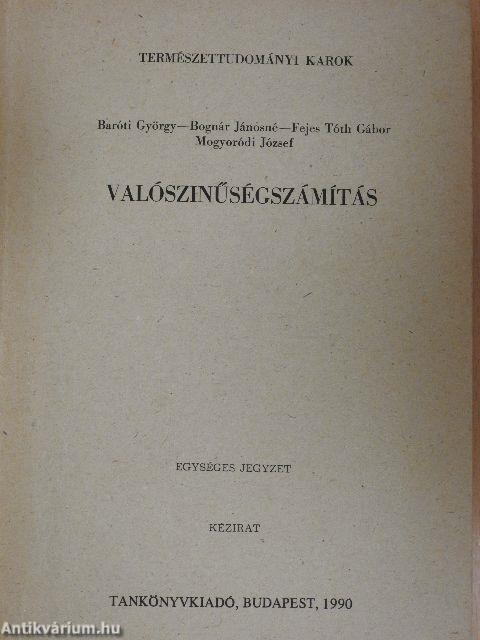 TERMÉSZETTUDOMÁNYI KAROK
Baróti György—Bognár Jánosné—Fejes Tóth Gábor
Mogyoródi József
VALÓSZINŰSÉGSZÁMÍTÁS
EGYSÉGES JEGYZET
KÉZIRAT
TANKÖNYVKIADÓ, BUDAPEST, 1990
Antikvárium.hu